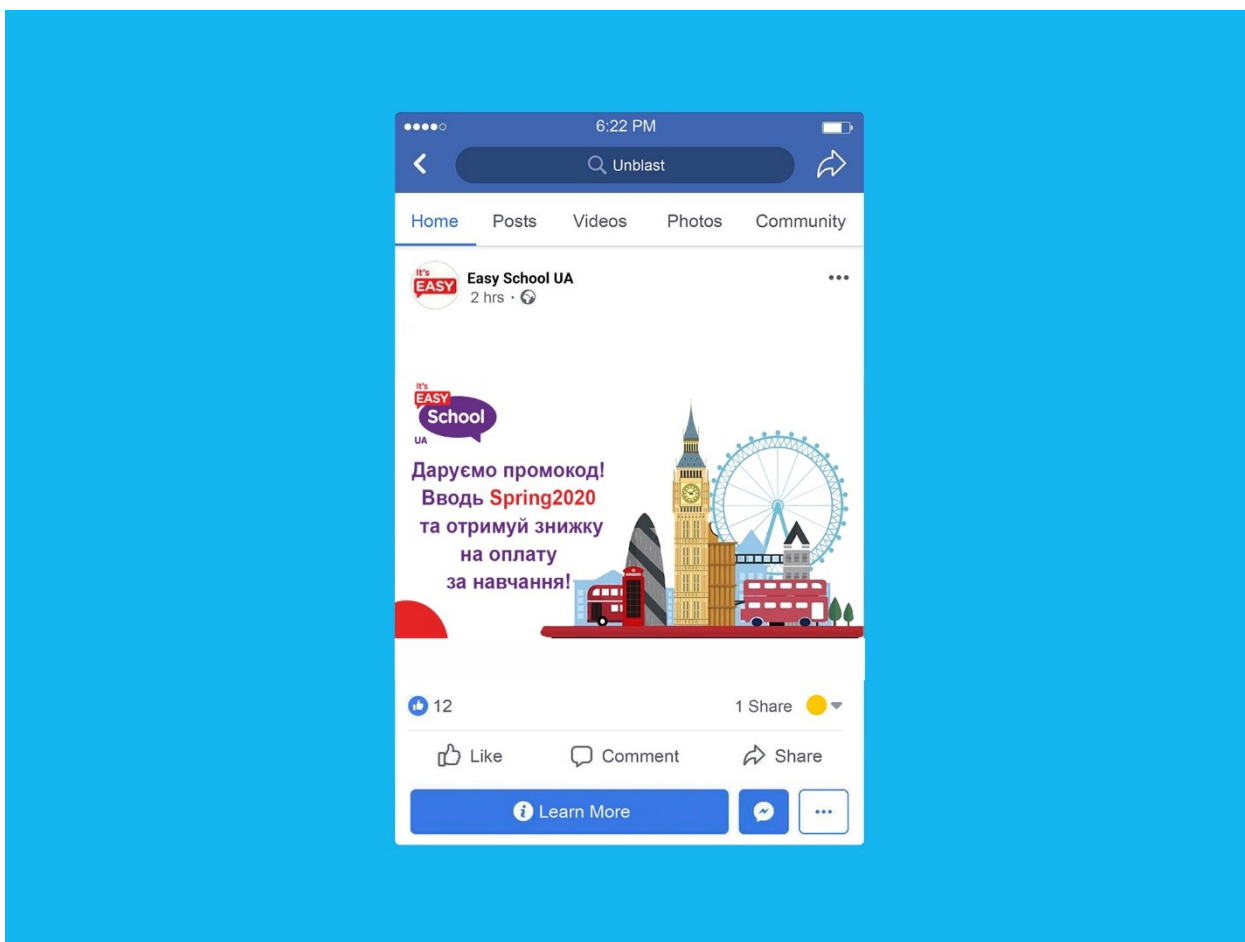 6:22 PM
Unblast
Home Posts Videos Photos Community
It's
EASY
Easy School UA
2 hrs ·
•••
It's
EASY
School
UA
Даруємо промокод!
Вводь Spring2020
та отримуй знижку
на оплату
за навчання!
12
1 Share
Like Comment Share
Learn More